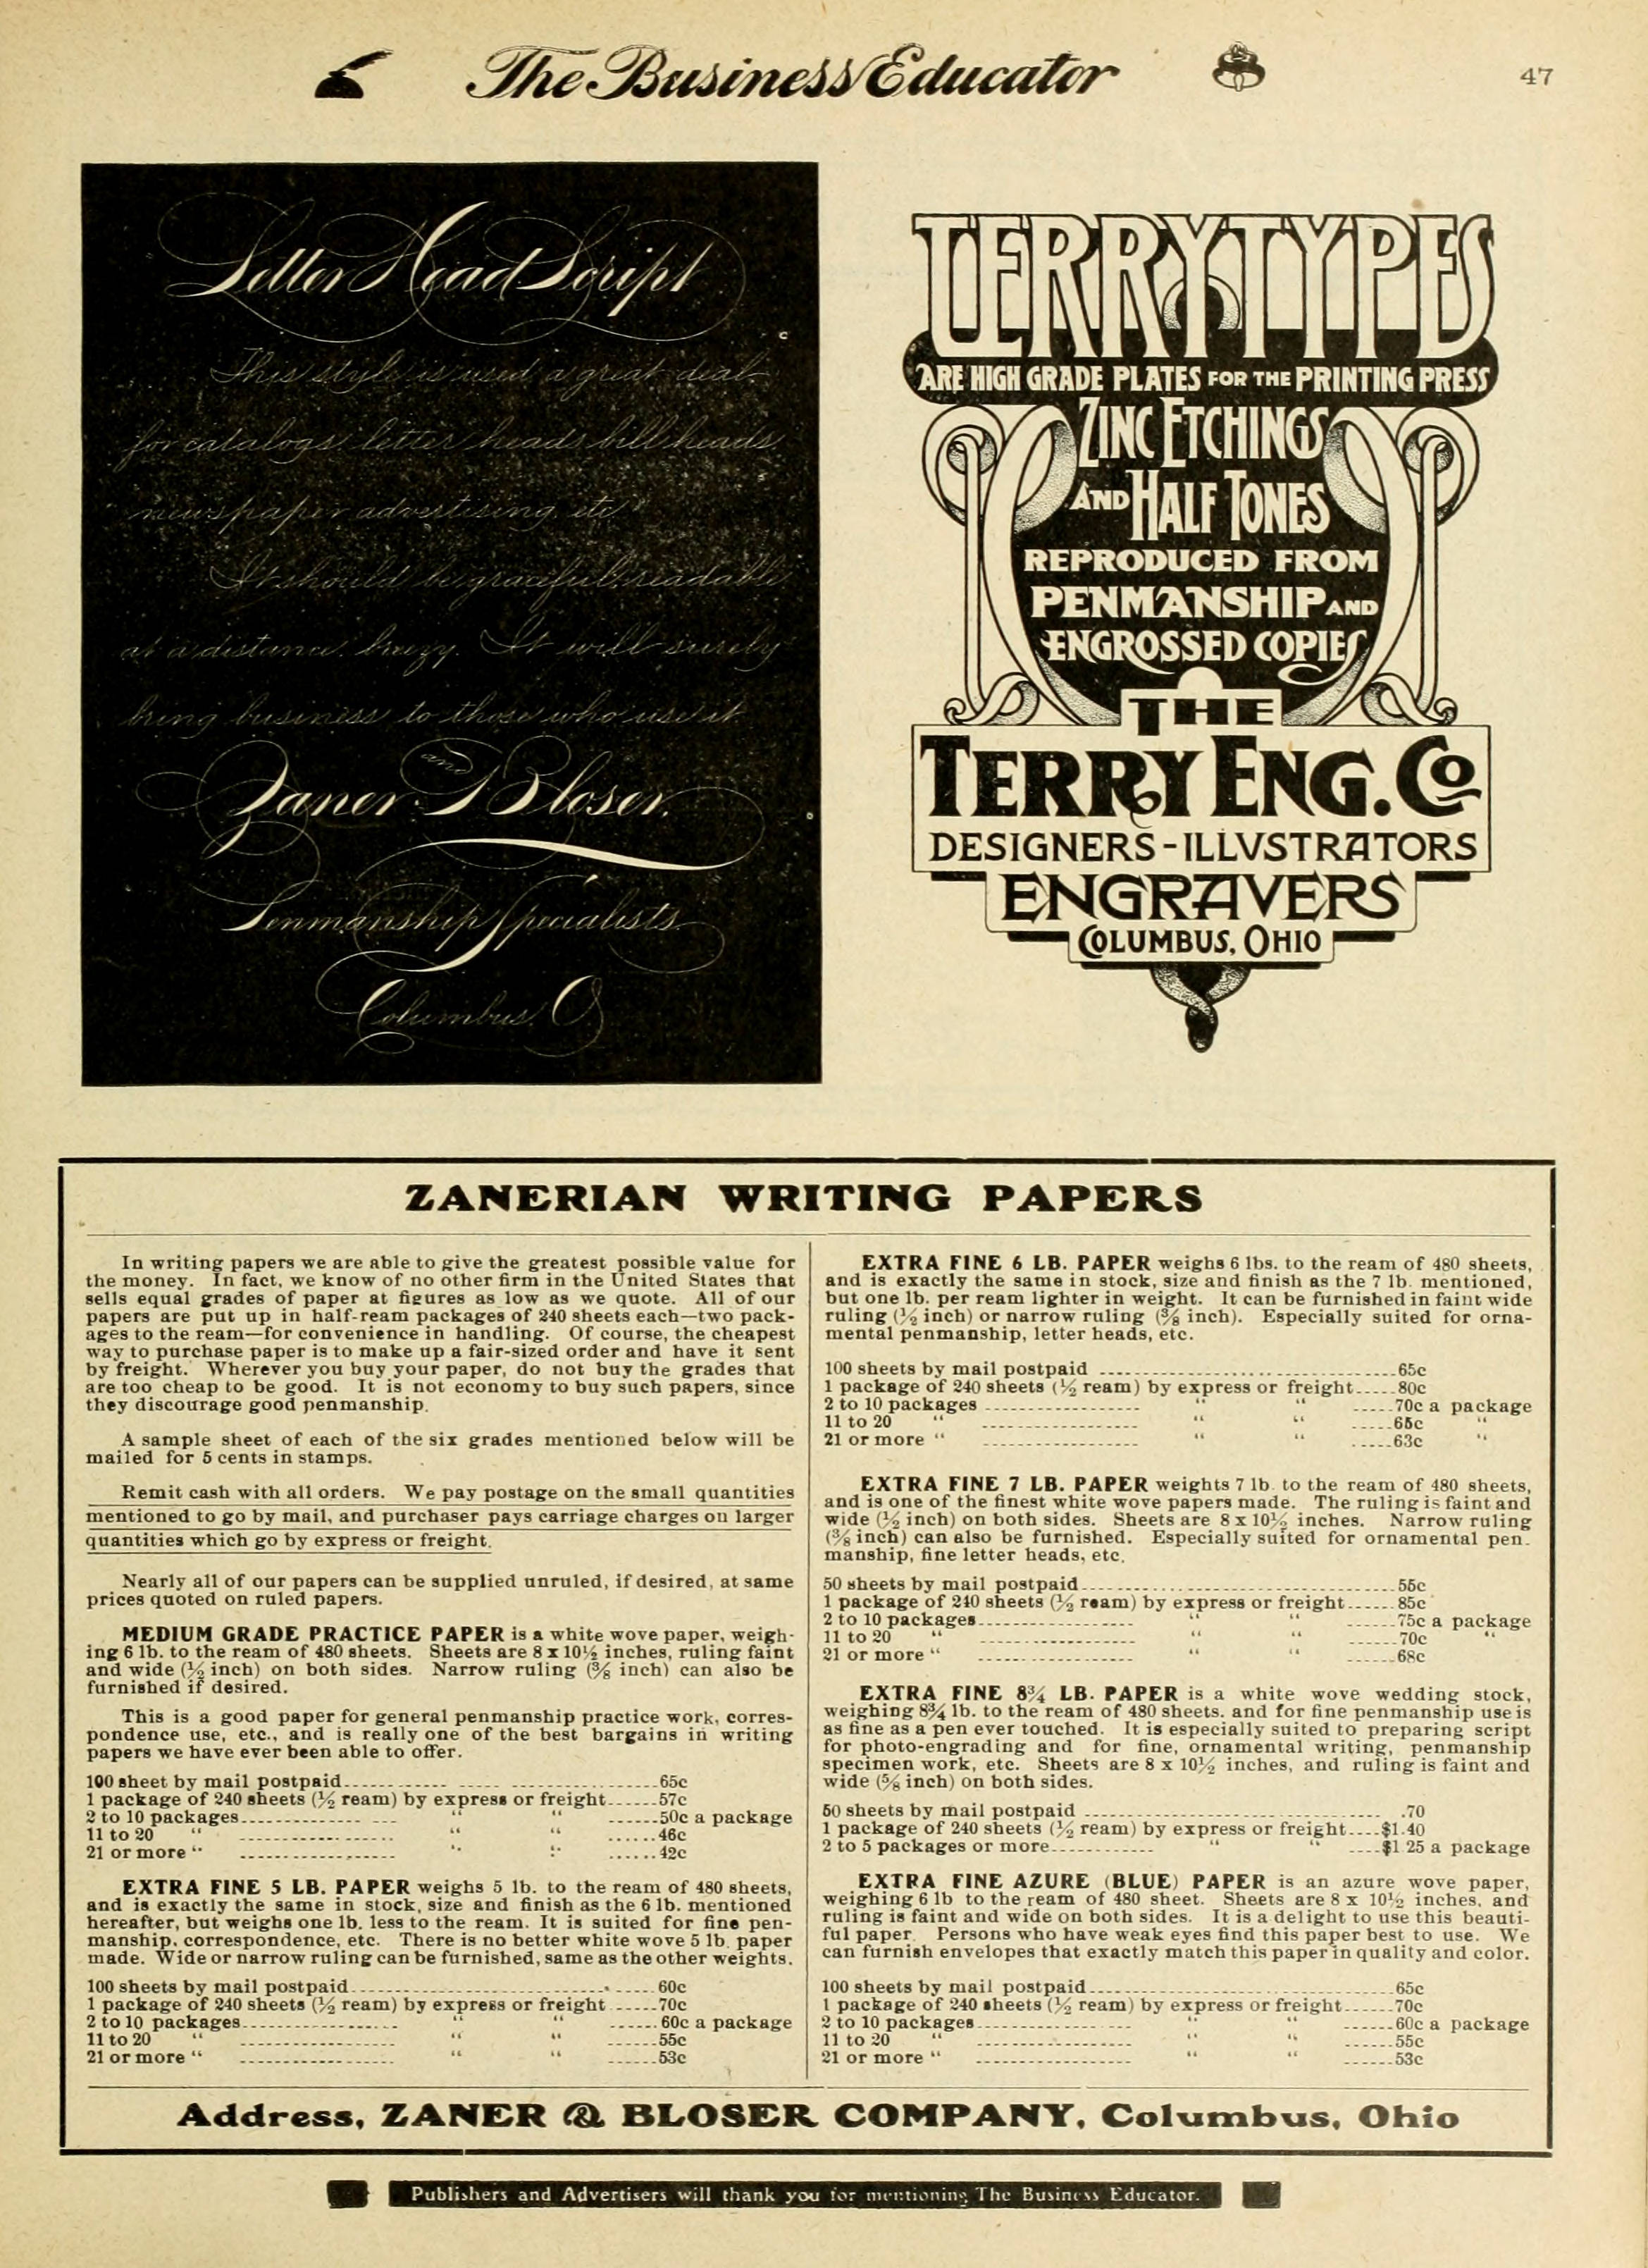 The Business Educator
47
Letter Head Script
This style is used a great deal
for catalogs, letter heads, bill heads,
newspaper advertising, etc.
It should be graceful, readable
at a distance, breezy. It will surely
bring business to those who use it.
Zaner and Bloser,
Penmanship Specialists
Columbus, O
TERRYTYPES
ARE HIGH GRADE PLATES FOR THE PRINTING PRESS
ZINC ETCHINGS
AND HALF TONES
REPRODUCED FROM
PENMANSHIP AND
ENGROSSED COPIES
THE
TERRY ENG. CO
DESIGNERS-ILLVSTRATORS
ENGRAVERS
COLUMBUS, OHIO
ZANERIAN WRITING PAPERS
In writing papers we are able to give the greatest possible value for
the money. In fact, we know of no other firm in the United States that
sells equal grades of paper at figures as low as we quote. All of our
papers are put up in half-ream packages of 240 sheets each—two pack-
ages to the ream—for convenience in handling. Of course, the cheapest
way to purchase paper is to make up a fair-sized order and have it sent
by freight. Wherever you buy your paper, do not buy the grades that
are too cheap to be good. It is not economy to buy such papers, since
they discourage good penmanship.
A sample sheet of each of the six grades mentioned below will be
mailed for 5 cents in stamps.
Remit cash with all orders. We pay postage on the small quantities
mentioned to go by mail, and purchaser pays carriage charges on larger
quantities which go by express or freight.
Nearly all of our papers can be supplied unruled, if desired, at same
prices quoted on ruled papers.
MEDIUM GRADE PRACTICE PAPER is a white wove paper, weigh-
ing 6 lb. to the ream of 480 sheets. Sheets are 8 x 10½ inches, ruling faint
and wide (½ inch) on both sides. Narrow ruling (⅜ inch) can also be
furnished if desired.
This is a good paper for general penmanship practice work, corres-
pondence use, etc., and is really one of the best bargains in writing
papers we have ever been able to offer.
100 sheet by mail postpaid 65c
1 package of 240 sheets (½ ream) by express or freight 57c
2 to 10 packages " " 50c a package
11 to 20 " " " 46c
21 or more " " " 42c
EXTRA FINE 5 LB. PAPER weighs 5 lb. to the ream of 480 sheets,
and is exactly the same in stock, size and finish as the 6 lb. mentioned
hereafter, but weighs one lb. less to the ream. It is suited for fine pen-
manship, correspondence, etc. There is no better white wove 5 lb. paper
made. Wide or narrow ruling can be furnished, same as the other weights.
100 sheets by mail postpaid 60c
1 package of 240 sheets (½ ream) by express or freight 70c
2 to 10 packages " " 60c a package
11 to 20 " " " 55c
21 or more " " " 53c
EXTRA FINE 6 LB. PAPER weighs 6 lbs. to the ream of 480 sheets,
and is exactly the same in stock, size and finish as the 7 lb. mentioned,
but one lb. per ream lighter in weight. It can be furnished in faint wide
ruling (½ inch) or narrow ruling (⅜ inch). Especially suited for orna-
mental penmanship, letter heads, etc.
100 sheets by mail postpaid 65c
1 package of 240 sheets (½ ream) by express or freight 80c
2 to 10 packages " " 70c a package
11 to 20 " " " 65c "
21 or more " " " 63c "
EXTRA FINE 7 LB. PAPER weights 7 lb. to the ream of 480 sheets,
and is one of the finest white wove papers made. The ruling is faint and
wide (½ inch) on both sides. Sheets are 8 x 10½ inches. Narrow ruling
(⅜ inch) can also be furnished. Especially suited for ornamental pen-
manship, fine letter heads, etc.
50 sheets by mail postpaid 55c
1 package of 240 sheets (½ ream) by express or freight 85c
2 to 10 packages " " 75c a package
11 to 20 " " " 70c "
21 or more " " " 68c
EXTRA FINE 8¾ LB. PAPER is a white wove wedding stock,
weighing 8¾ lb. to the ream of 480 sheets. and for fine penmanship use is
as fine as a pen ever touched. It is especially suited to preparing script
for photo-engrading and for fine, ornamental writing, penmanship
specimen work, etc. Sheets are 8 x 10½ inches, and ruling is faint and
wide (⅝ inch) on both sides.
50 sheets by mail postpaid .70
1 package of 240 sheets (½ ream) by express or freight $1.40
2 to 5 packages or more " " $1 25 a package
EXTRA FINE AZURE (BLUE) PAPER is an azure wove paper,
weighing 6 lb to the ream of 480 sheet. Sheets are 8 x 10½ inches, and
ruling is faint and wide on both sides. It is a delight to use this beauti-
ful paper. Persons who have weak eyes find this paper best to use. We
can furnish envelopes that exactly match this paper in quality and color.
100 sheets by mail postpaid 65c
1 package of 240 sheets (½ ream) by express or freight 70c
2 to 10 packages " " 60c a package
11 to 20 " " " 55c
21 or more " " " 53c
Address, ZANER & BLOSER COMPANY, Columbus, Ohio
Publishers and Advertisers will thank you for mentioning The Business Educator.